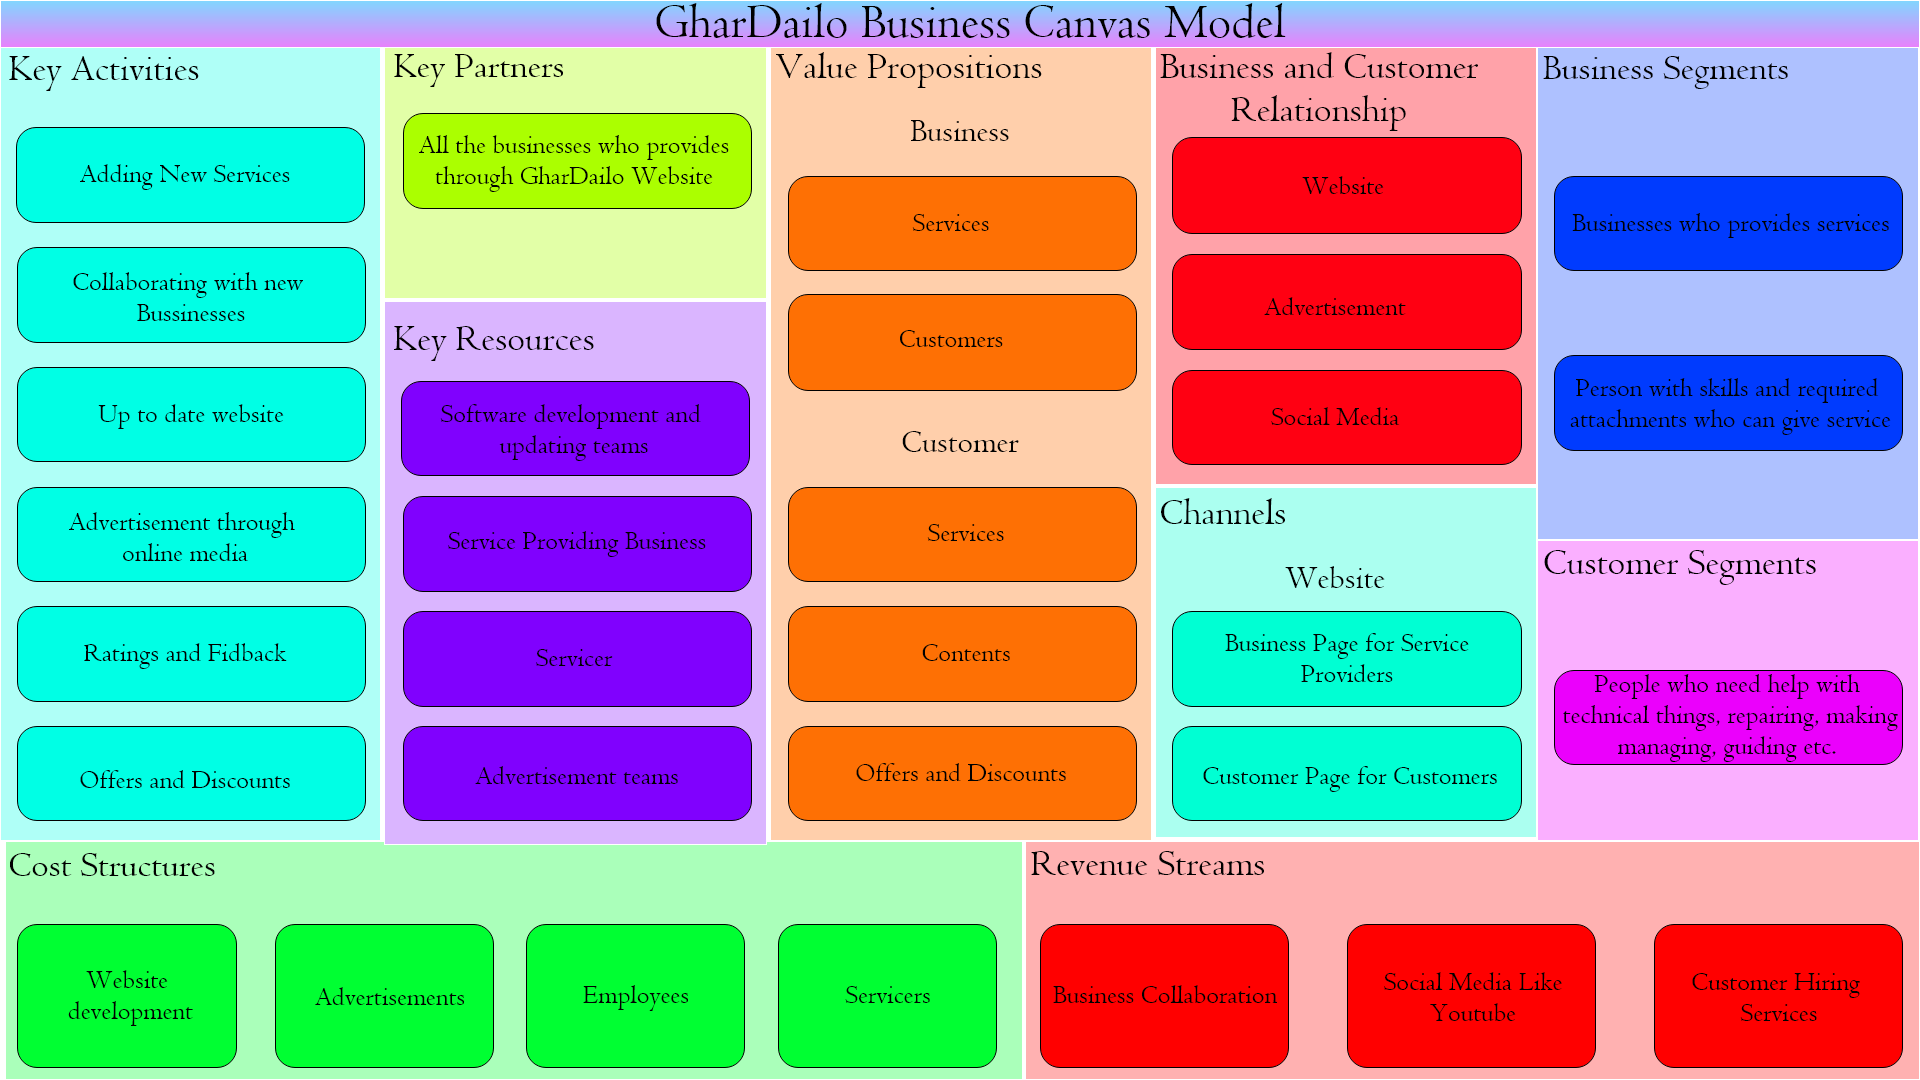 GharDailo Business Canvas Model
Key Activities
Adding New Services
Collaborating with new
Bussinesses
Up to date website
Advertisement through
online media
Ratings and Fidback
Offers and Discounts
Key Partners
All the businesses who provides
through GharDailo Website
Key Resources
Software development and
updating teams
Service Providing Business
Servicer
Advertisement teams
Value Propositions
Business
Services
Customers
Customer
Services
Contents
Offers and Discounts
Business and Customer
Relationship
Website
Advertisement
Social Media
Channels
Website
Business Page for Service
Providers
Customer Page for Customers
Business Segments
Businesses who provides services
Person with skills and required
attachments who can give service
Customer Segments
People who need help with
technical things, repairing, making
managing, guiding etc.
Cost Structures
Website
development
Advertisements
Employees
Servicers
Revenue Streams
Business Collaboration
Social Media Like
Youtube
Customer Hiring
Services